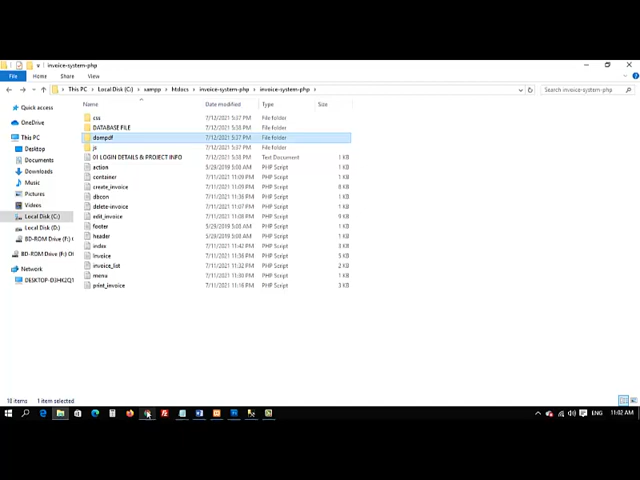 invoice-system-php
File Home Share View
This PC Local Disk (C:) xampp htdocs invoice-system-php invoice-system-php Search invoice-system-php
Name Date modified Type Size
Quick access
OneDrive
This PC
Desktop
Documents
Downloads
Music
Pictures
Videos
Local Disk (C:)
Local Disk (D:)
BD-ROM Drive (F:)
BD-ROM Drive (F:)
Network
DESKTOP-D3HK2Q1
css 7/12/2021 5:37 PM File folder
DATABASE FILE 7/12/2021 5:38 PM File folder
dompdf 7/12/2021 5:37 PM File folder
js 7/12/2021 5:37 PM File folder
01 LOGIN DETAILS & PROJECT INFO 7/12/2021 5:38 PM Text Document 1 KB
action 5/29/2019 5:00 AM PHP Script 1 KB
container 7/11/2021 11:09 PM PHP Script 1 KB
create_invoice 7/11/2021 11:09 PM PHP Script 8 KB
dbcon 7/11/2021 11:20 PM PHP Script 1 KB
delete-invoice 7/11/2021 11:07 PM PHP Script 1 KB
edit_invoice 7/11/2021 11:08 PM PHP Script 9 KB
footer 5/29/2019 5:00 AM PHP Script 1 KB
header 5/29/2019 5:00 AM PHP Script 1 KB
index 7/11/2021 11:42 PM PHP Script 3 KB
Invoice 7/11/2021 11:38 PM PHP Script 5 KB
invoice_list 7/11/2021 11:32 PM PHP Script 2 KB
menu 7/11/2021 11:30 PM PHP Script 1 KB
print_invoice 7/11/2021 11:16 PM PHP Script 3 KB
18 items 1 item selected
ENG 11:02 AM